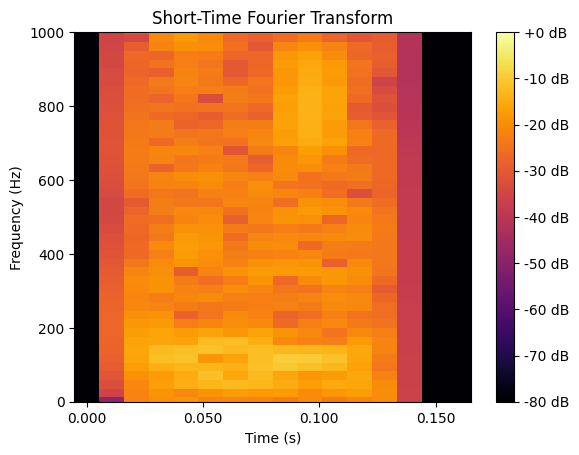 Short-Time Fourier Transform
1000
800
600
400
200
0
Frequency (Hz)
0.000
0.050
0.100
0.150
Time (s)
+0 dB
-10 dB
-20 dB
-30 dB
-40 dB
-50 dB
-60 dB
-70 dB
-80 dB